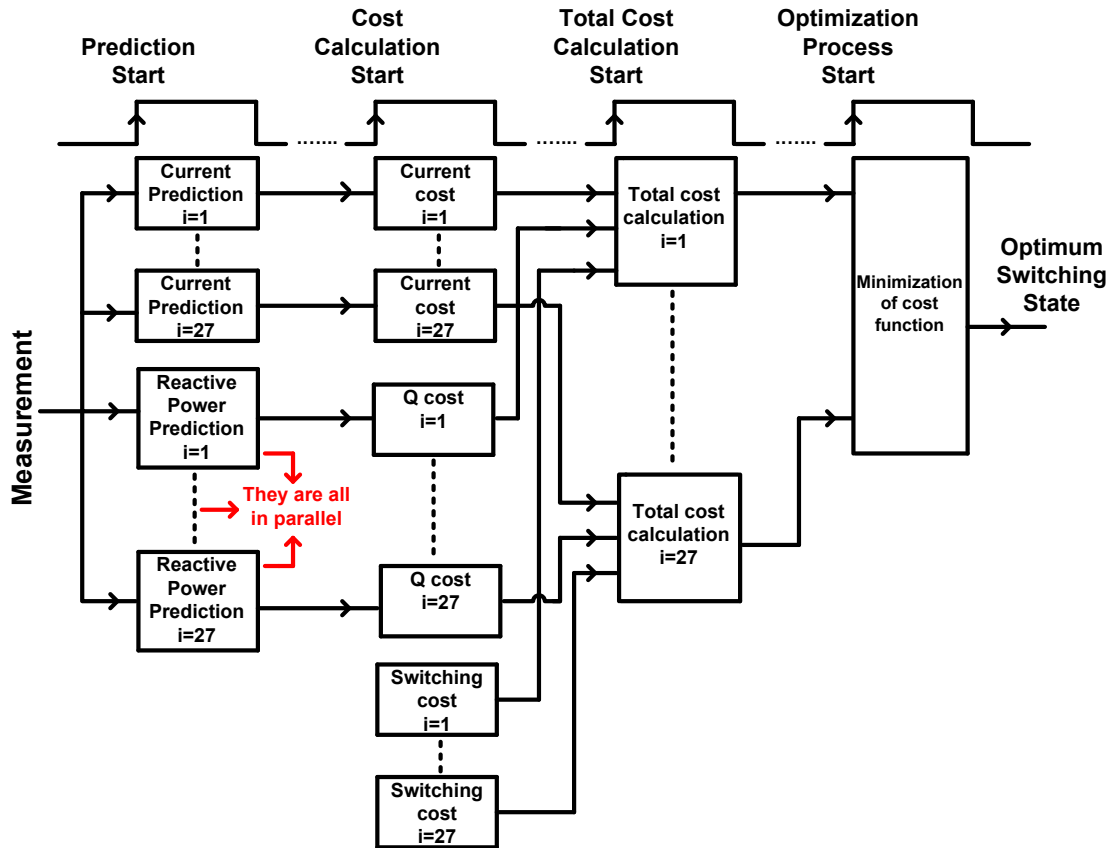 Prediction
Start
Cost
Calculation
Start
Total Cost
Calculation
Start
Optimization
Process
Start
.......
.......
.......
Current
Prediction
i=1
Current
cost
i=1
Total cost
calculation
i=1
Current
Prediction
i=27
Current
cost
i=27
Minimization
of cost
function
Optimum
Switching
State
Measurement
Reactive
Power
Prediction
i=1
Q cost
i=1
They are all
in parallel
Total cost
calculation
i=27
Reactive
Power
Prediction
i=27
Q cost
i=27
Switching
cost
i=1
Switching
cost
i=27